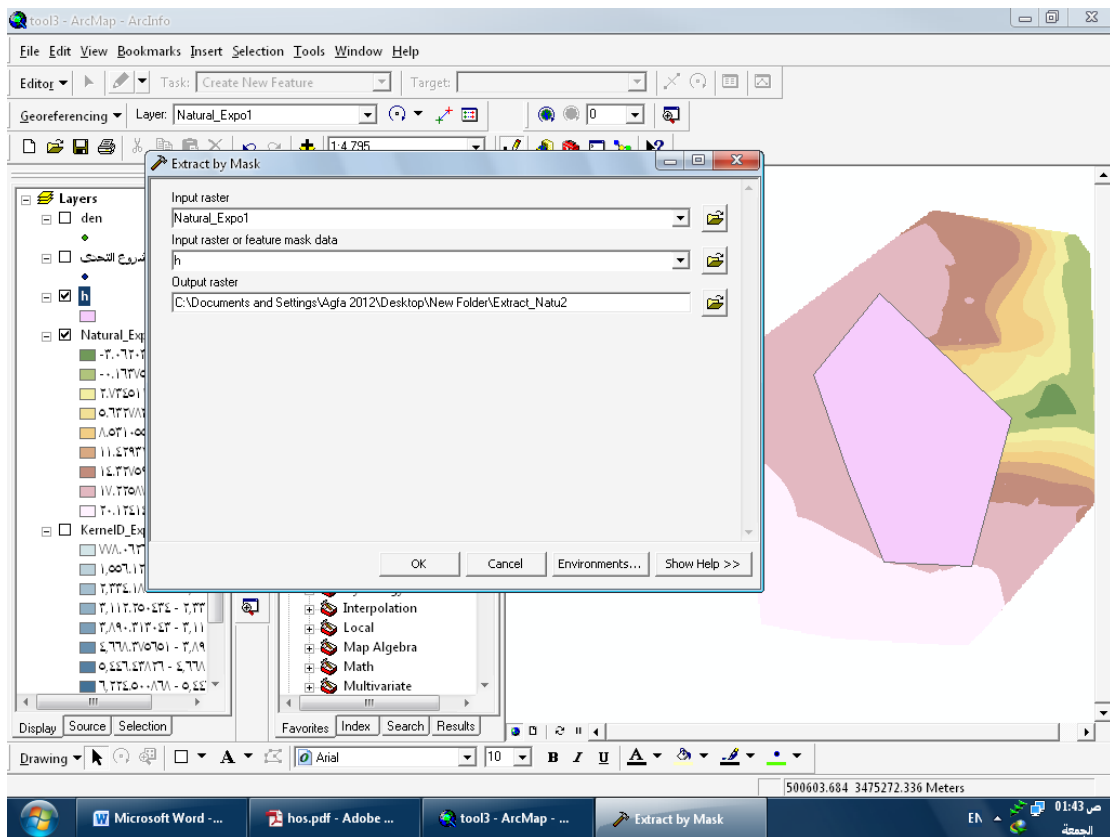 tool3 - ArcMap - ArcInfo
File Edit View Bookmarks Insert Selection Tools Window Help
Editor Task: Create New Feature Target:
Georeferencing Layer: Natural_Expo1 0
1:4,795
Extract by Mask
Input raster
Natural_Expo1
Input raster or feature mask data
h
Output raster
C:\Documents and Settings\Agfa 2012\Desktop\New Folder\Extract_Natu2
OK Cancel Environments... Show Help >>
Layers
den
التحدى
h
Natural_Exp
KernelD_Ex
Interpolation
Local
Map Algebra
Math
Multivariate
Display Source Selection
Favorites Index Search Results
Drawing A Arial 10 B I U A
500603.684 3475272.336 Meters
Microsoft Word -... hos.pdf - Adobe ... tool3 - ArcMap - ... Extract by Mask EN 01:43 ص
الجمعة